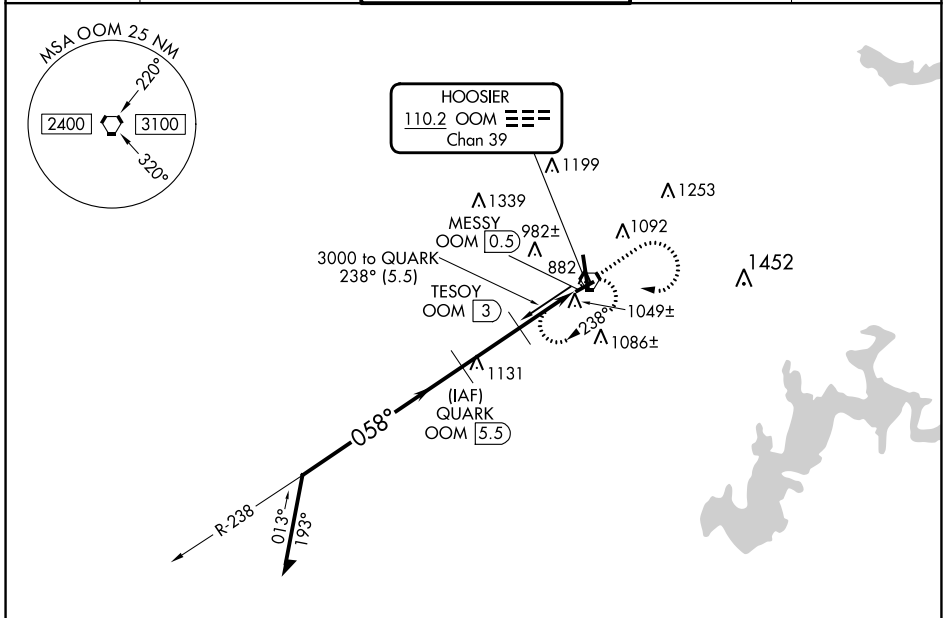 MSA OOM 25 NM
220°
2400
3100
320°
HOOSIER
110.2 OOM
Chan 39
1199
1253
1339
MESSY
OOM 0.5
982±
1092
3000 to QUARK
238° (5.5)
882
1452
TESOY
OOM 3
1049±
238°
1086±
1131
(IAF)
QUARK
OOM 5.5
058°
R-238
013°
193°